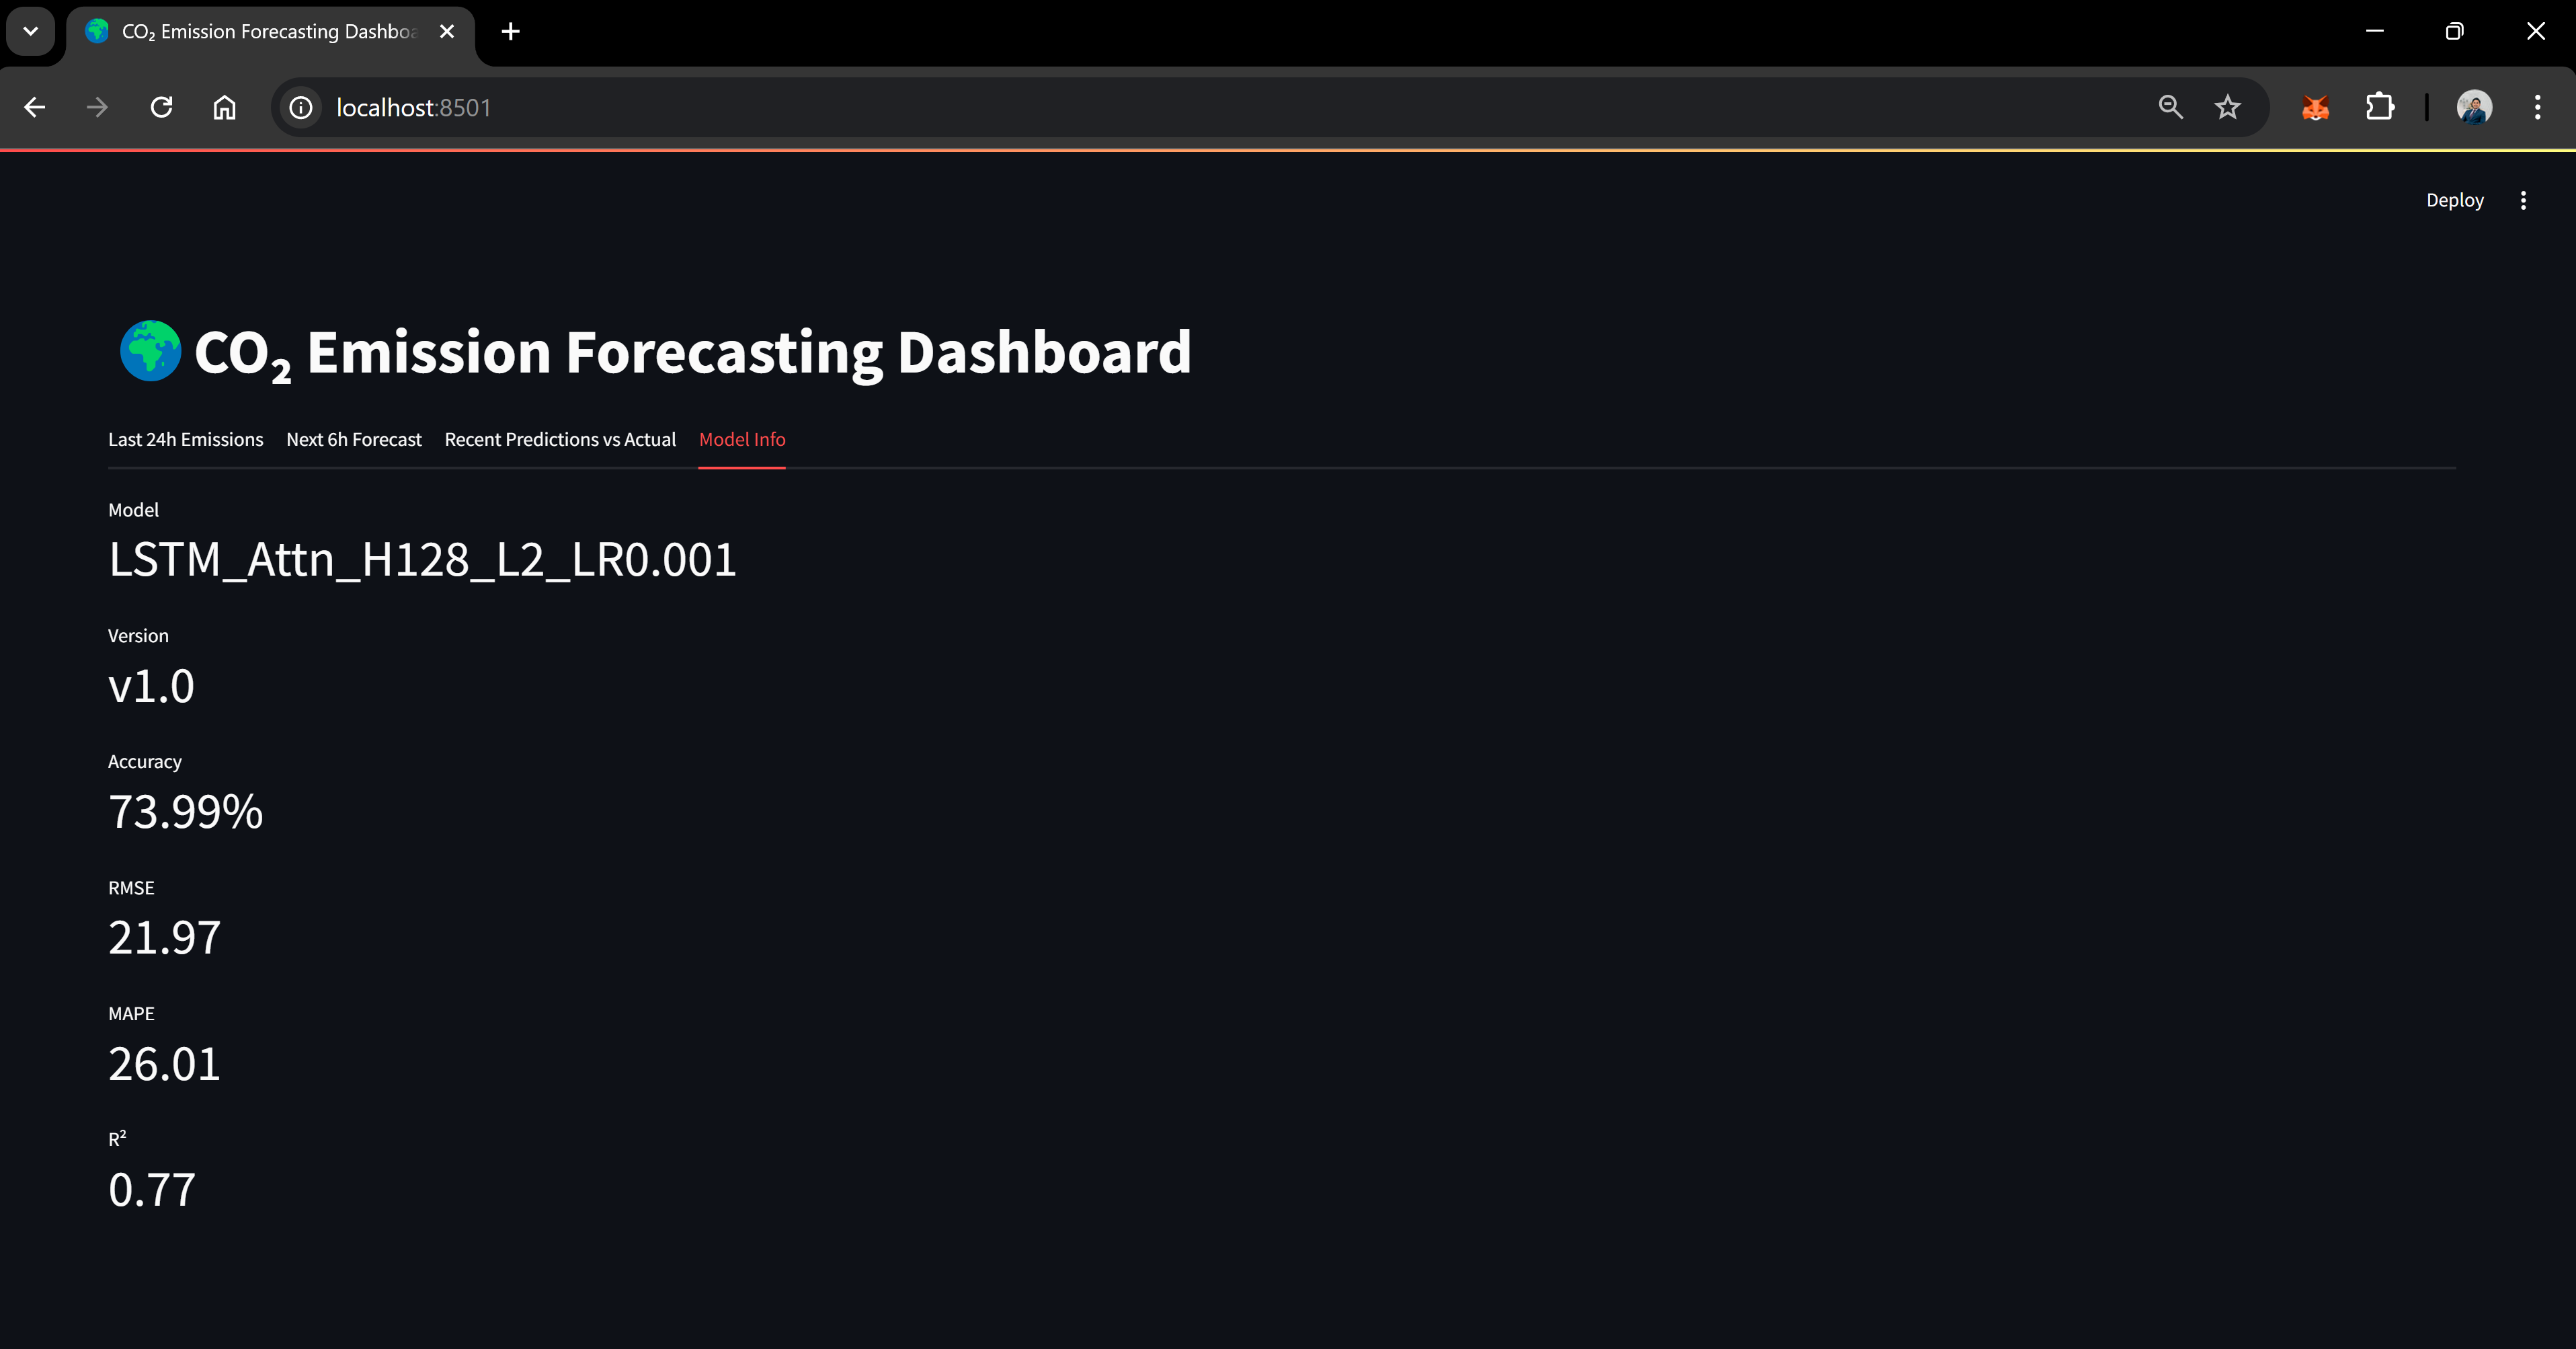 CO₂ Emission Forecasting Dashboa
localhost:8501
Deploy
CO₂ Emission Forecasting Dashboard
Last 24h Emissions Next 6h Forecast Recent Predictions vs Actual Model Info
Model
LSTM_Attn_H128_L2_LR0.001
Version
v1.0
Accuracy
73.99%
RMSE
21.97
MAPE
26.01
R²
0.77